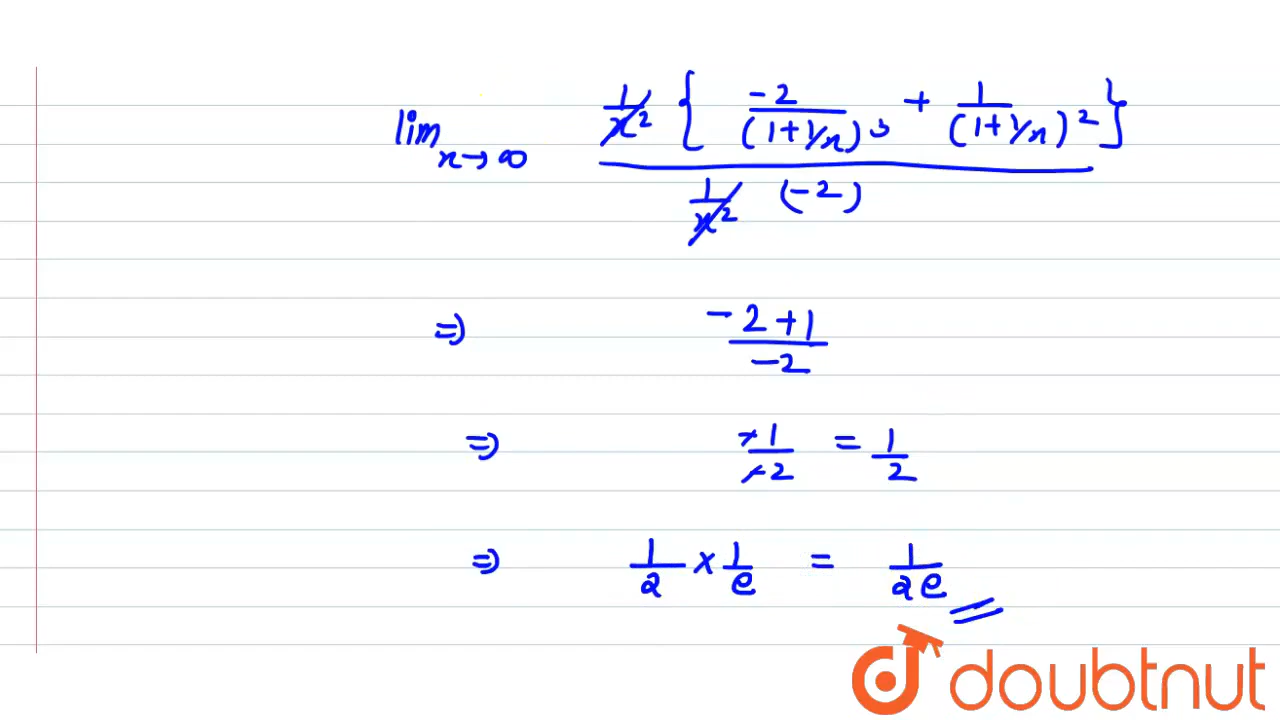 lim x→∞ 1/x² { -2/(1+1/x)³ + 1/(1+1/x)² } / 1/x² (-2)
⇒ -2+1/-2
⇒ -1/-2 = 1/2
⇒ 1/2 × 1/e = 1/2e
doubtnut